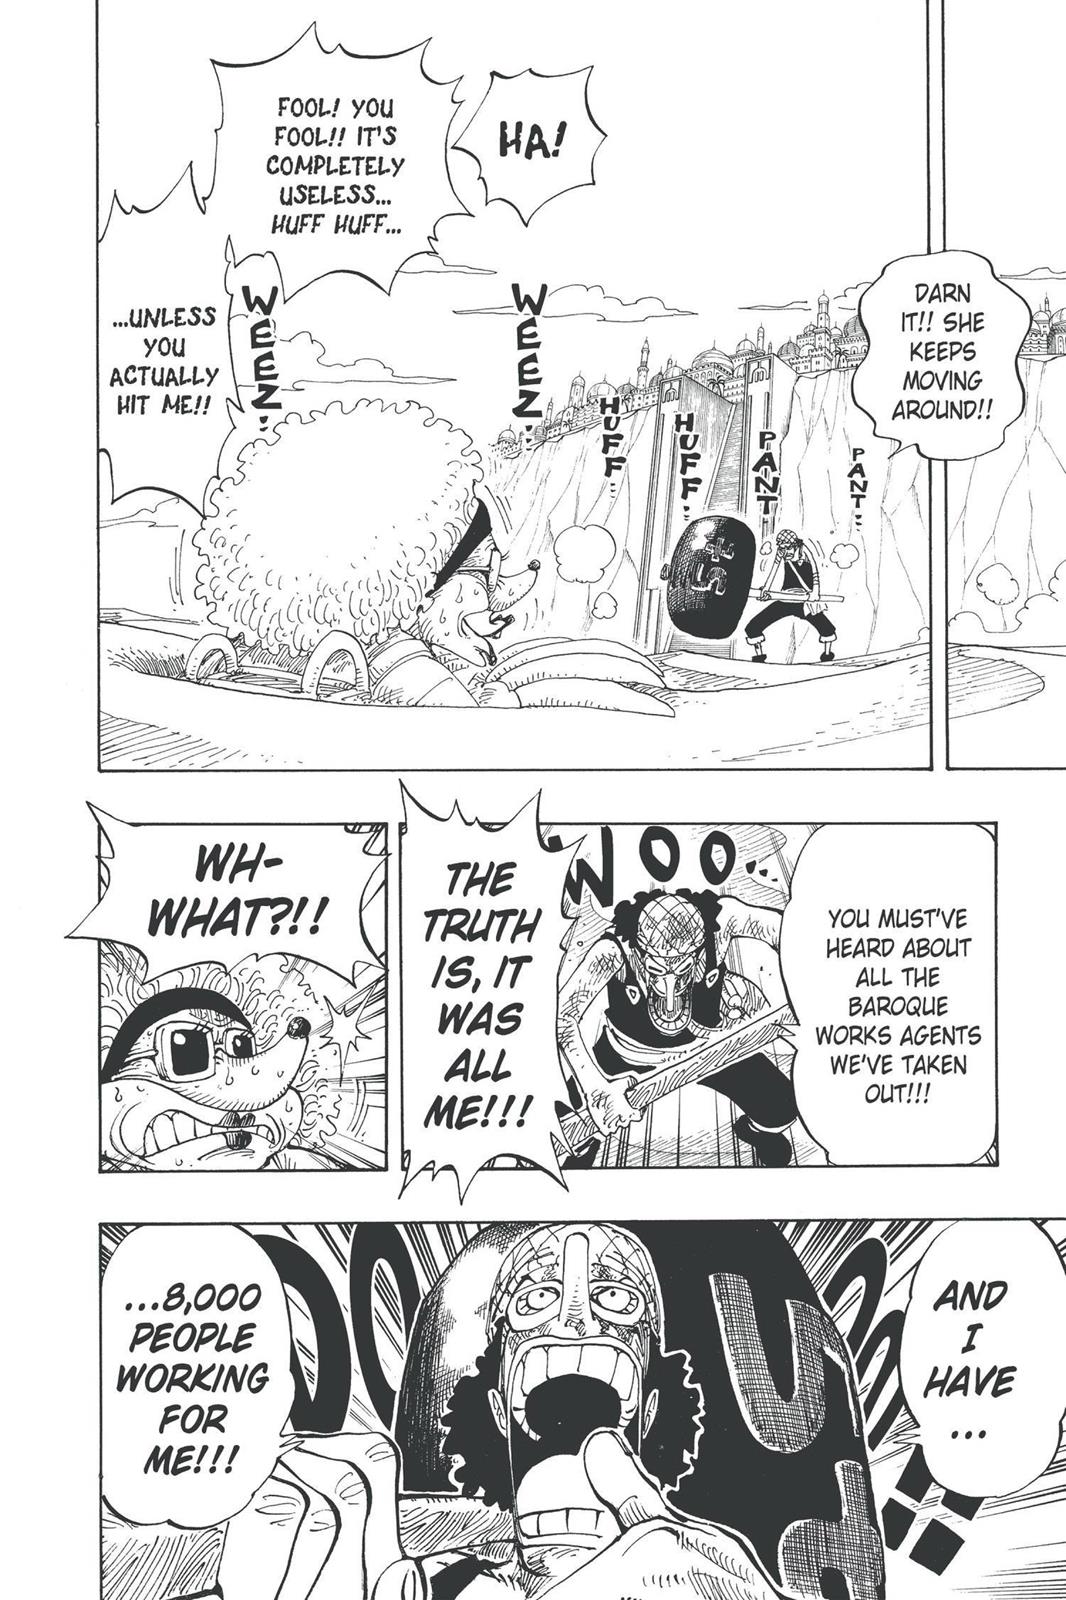 DARN
IT!! SHE
KEEPS
MOVING
AROUND!!
HA!
FOOL! YOU
FOOL!! IT'S
COMPLETELY
USELESS...
HUFF HUFF...
...UNLESS
YOU
ACTUALLY
HIT ME!!
PANT...
PANT...
HUFF...
HUFF...
WEEZ...
WEEZ...
YOU MUST'VE
HEARD ABOUT
ALL THE
BAROQUE
WORKS AGENTS
WE'VE TAKEN
OUT!!!
WOO...
THE
TRUTH
IS, IT
WAS
ALL
ME!!!
WH-
WHAT?!!
AND
I
HAVE
...
...8,000
PEOPLE
WORKING
FOR
ME!!!